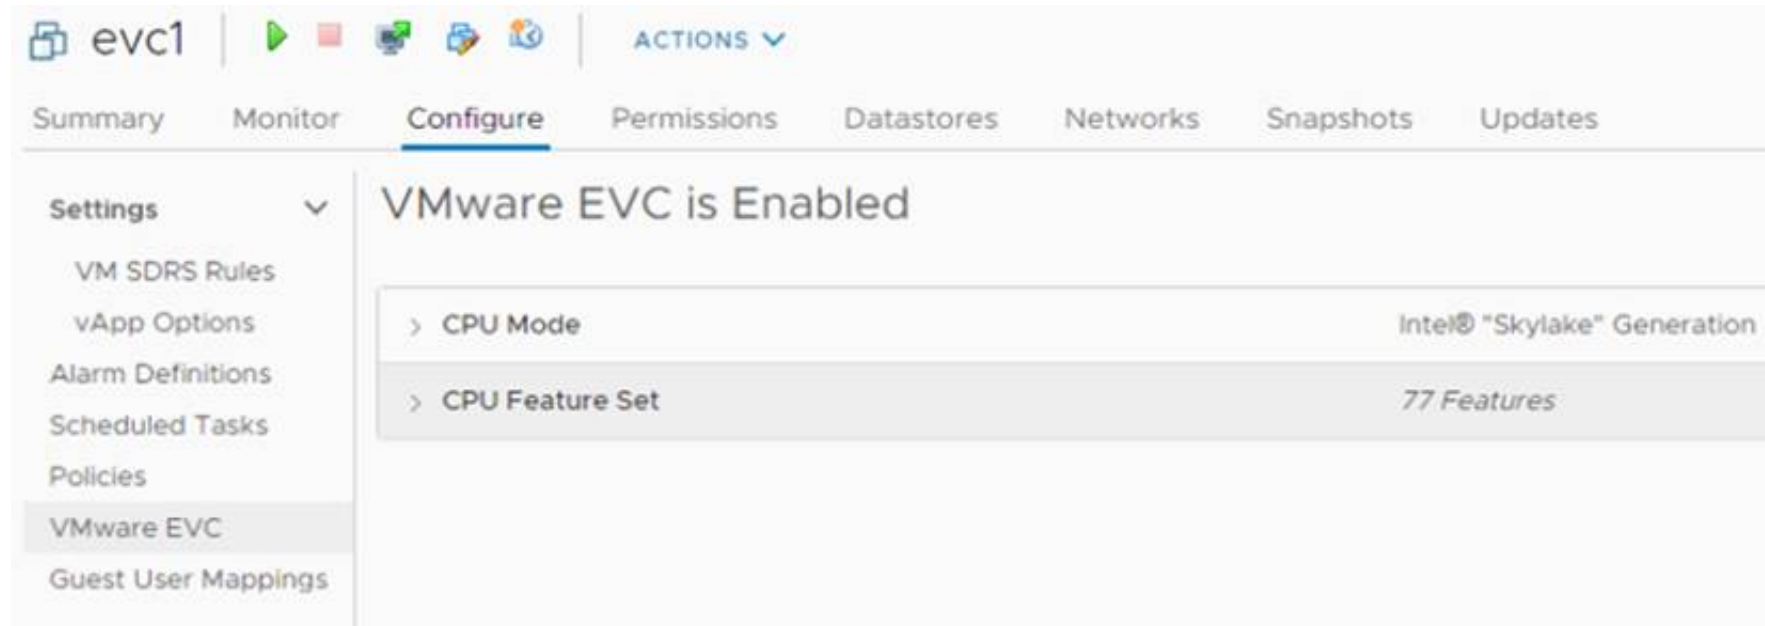 evc1 ACTIONS
Summary Monitor Configure Permissions Datastores Networks Snapshots Updates
Settings
VM SDRS Rules
vApp Options
Alarm Definitions
Scheduled Tasks
Policies
VMware EVC
Guest User Mappings
VMware EVC is Enabled
CPU Mode Intel® "Skylake" Generation
CPU Feature Set 77 Features